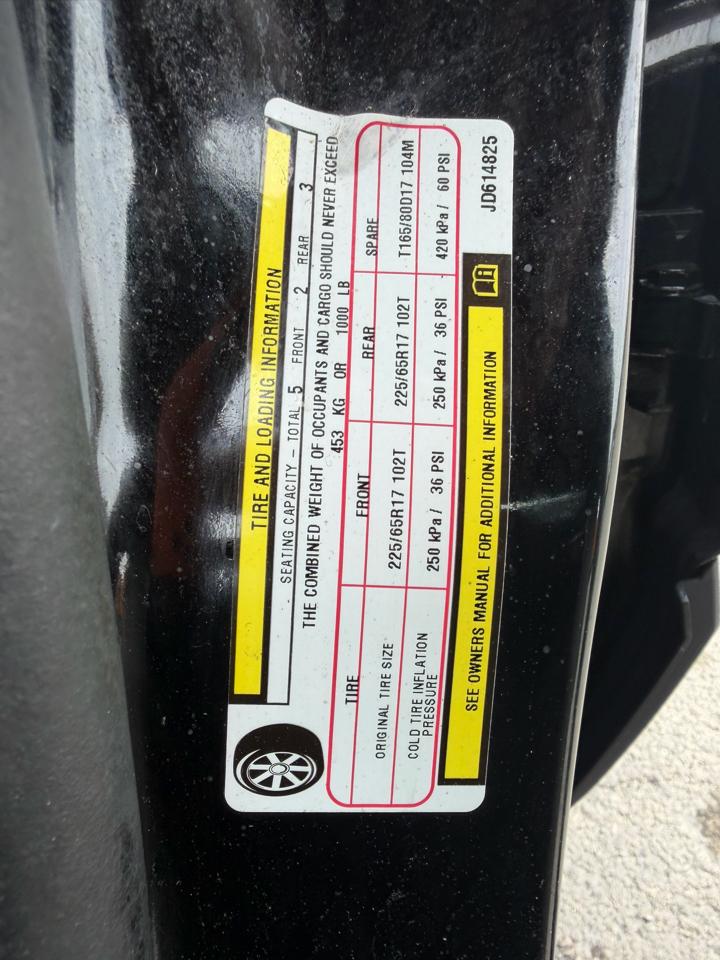 TIRE AND LOADING INFORMATION
SEATING CAPACITY – TOTAL 5 FRONT 2 REAR 3
THE COMBINED WEIGHT OF OCCUPANTS AND CARGO SHOULD NEVER EXCEED
453 KG OR 1000 LB
TIRE FRONT REAR SPARE
ORIGINAL TIRE SIZE 225/65R17 102T 225/65R17 102T T165/80D17 104M
COLD TIRE INFLATION
PRESSURE 250 kPa / 36 PSI 250 kPa / 36 PSI 420 kPa / 60 PSI
SEE OWNERS MANUAL FOR ADDITIONAL INFORMATION
JD614825